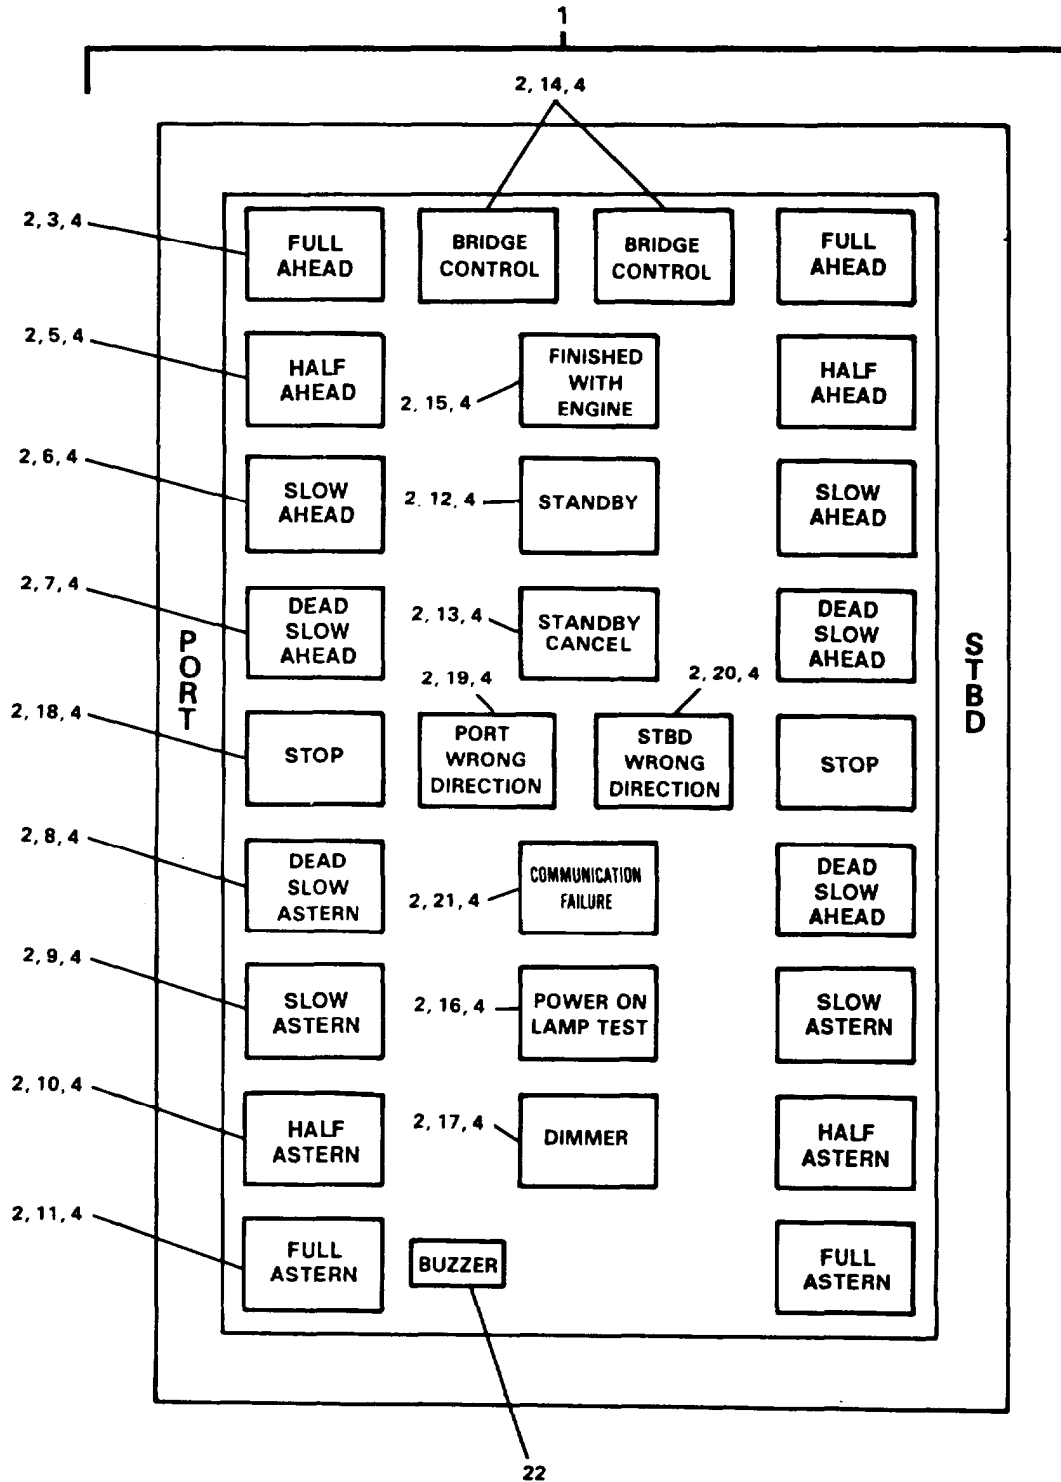 1
2, 14, 4
2, 3, 4
FULL
AHEAD
BRIDGE
CONTROL
BRIDGE
CONTROL
FULL
AHEAD
2, 5, 4
HALF
AHEAD
2, 15, 4
FINISHED
WITH
ENGINE
HALF
AHEAD
2, 6, 4
SLOW
AHEAD
2, 12, 4
STANDBY
SLOW
AHEAD
2, 7, 4
DEAD
SLOW
AHEAD
2, 13, 4
STANDBY
CANCEL
DEAD
SLOW
AHEAD
PORT
STBD
2, 18, 4
STOP
2, 19, 4
PORT
WRONG
DIRECTION
2, 20, 4
STBD
WRONG
DIRECTION
STOP
2, 8, 4
DEAD
SLOW
ASTERN
2, 21, 4
COMMUNICATION
FAILURE
DEAD
SLOW
AHEAD
2, 9, 4
SLOW
ASTERN
2, 16, 4
POWER ON
LAMP TEST
SLOW
ASTERN
2, 10, 4
HALF
ASTERN
2, 17, 4
DIMMER
HALF
ASTERN
2, 11, 4
FULL
ASTERN
BUZZER
FULL
ASTERN
22